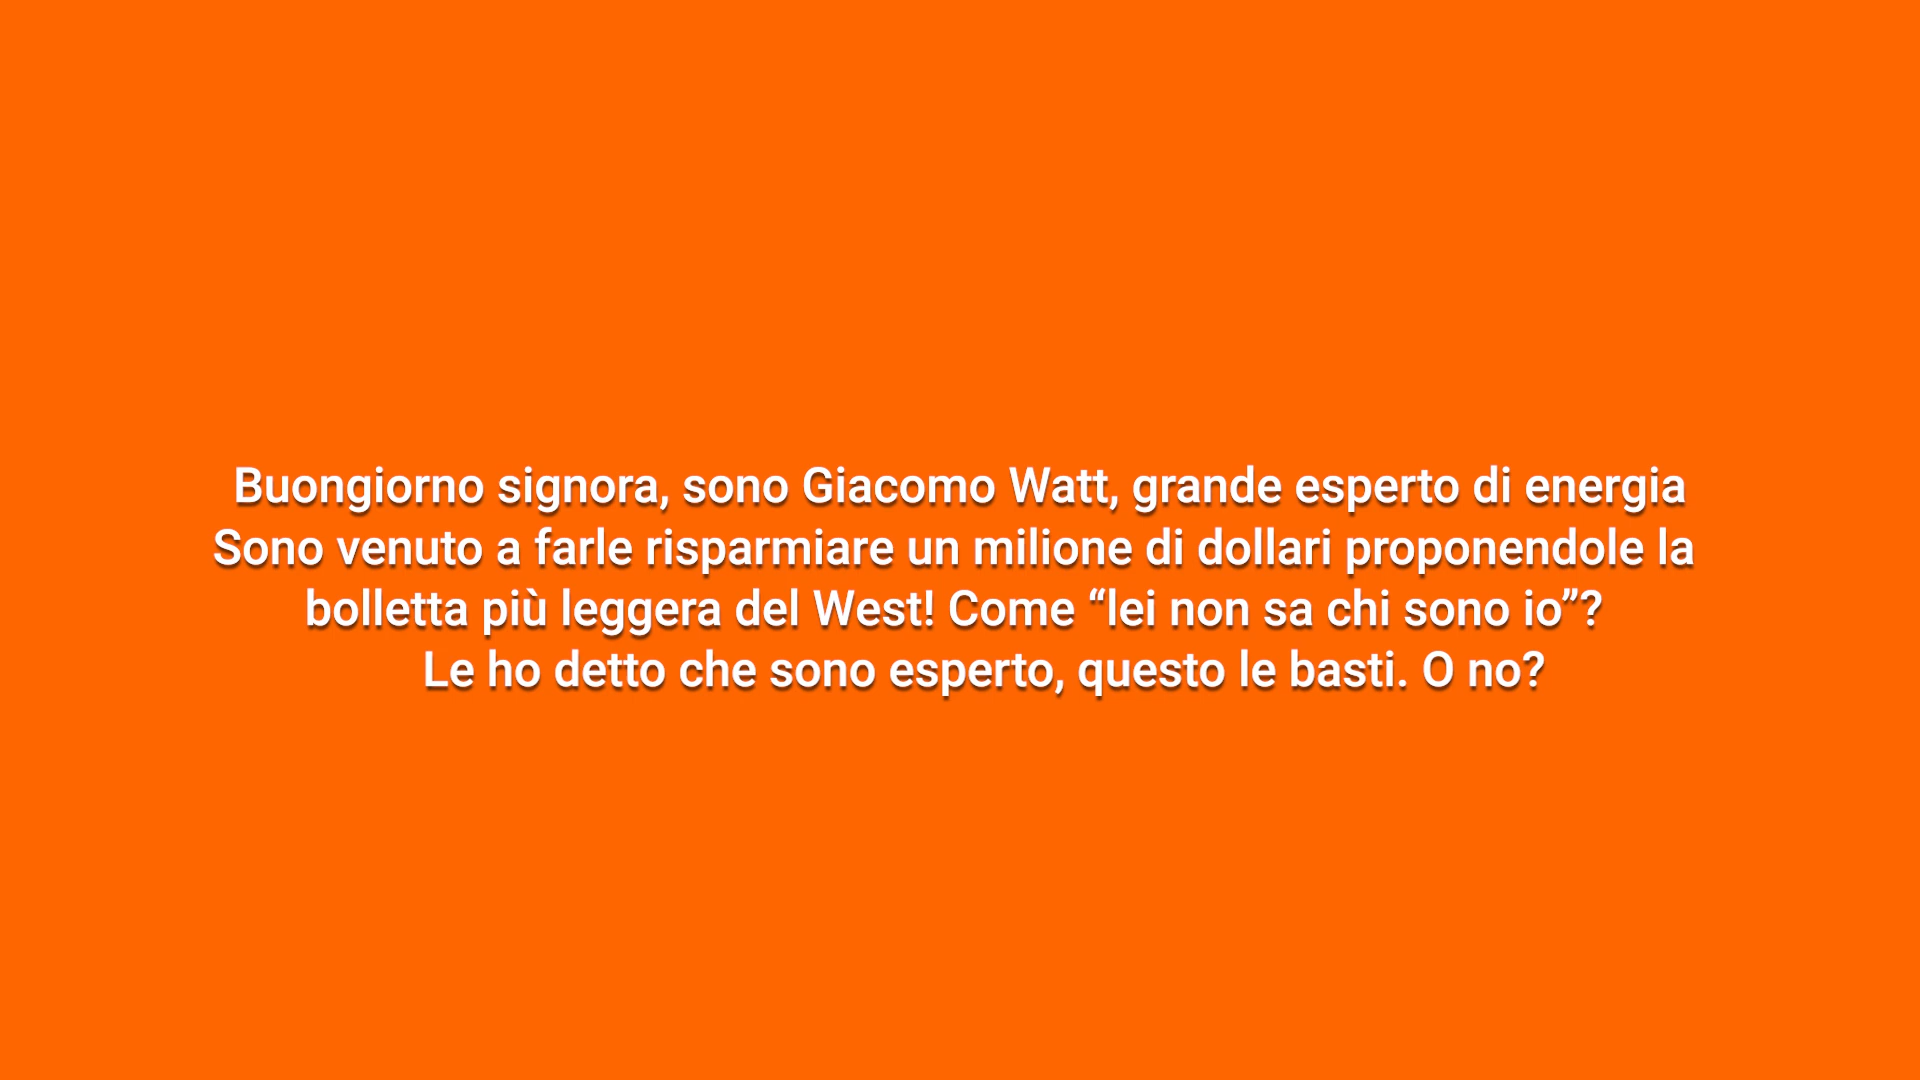 Buongiorno signora, sono Giacomo Watt, grande esperto di energia
Sono venuto a farle risparmiare un milione di dollari proponendole la
bolletta più leggera del West! Come “lei non sa chi sono io”?
Le ho detto che sono esperto, questo le basti. O no?